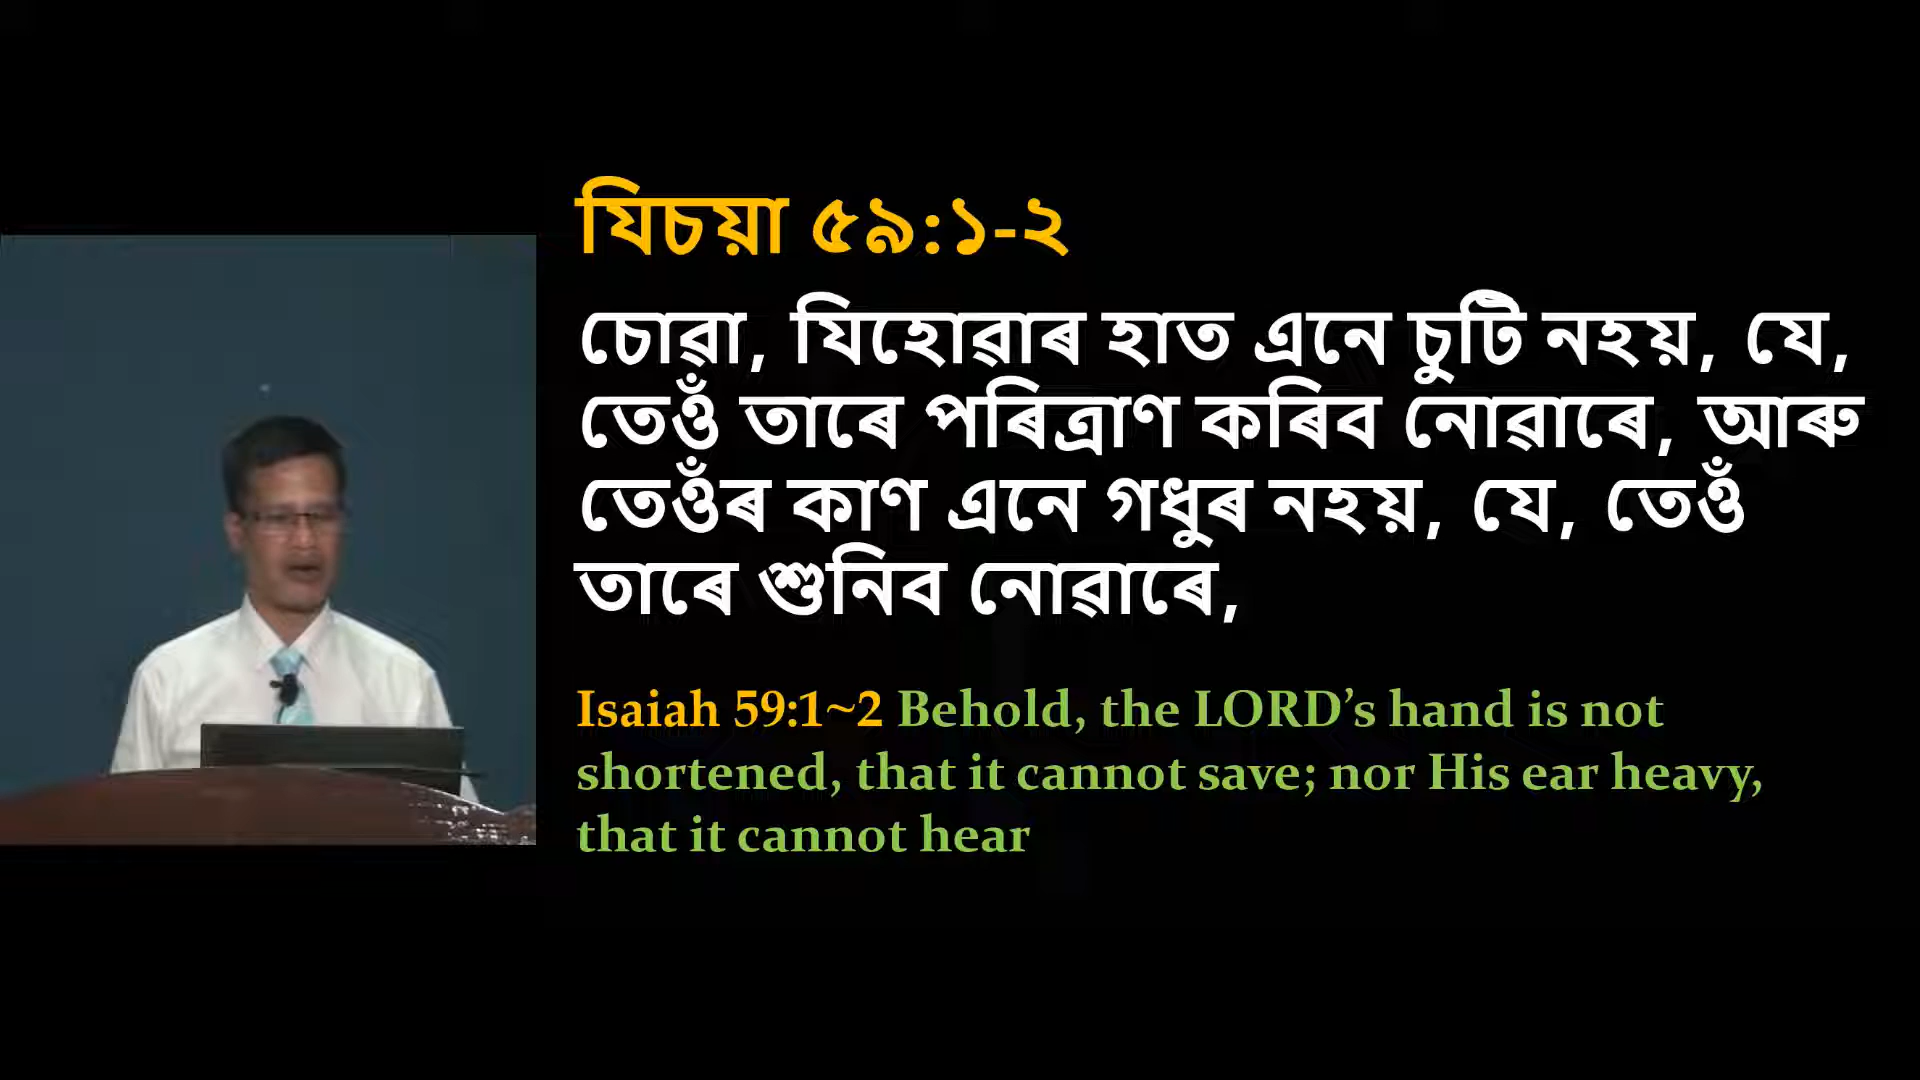 যিচয়া ৫৯:১-২
চোৱা, যিহোৱাৰ হাত এনে চুটি নহয়, যে,
তেওঁ তাৰে পৰিত্ৰাণ কৰিব নোৱাৰে, আৰু
তেওঁৰ কাণ এনে গধুৰ নহয়, যে, তেওঁ
তাৰে শুনিব নোৱাৰে,
Isaiah 59:1~2 Behold, the LORD’s hand is not
shortened, that it cannot save; nor His ear heavy,
that it cannot hear